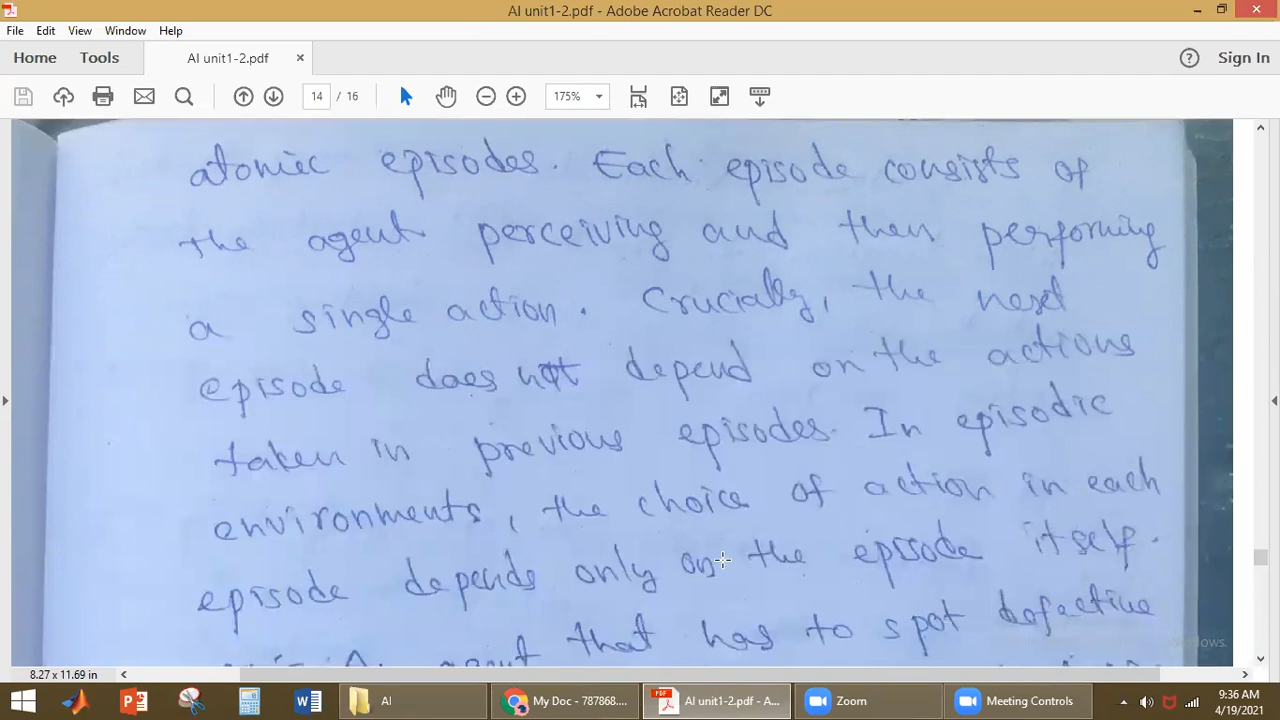 AI unit1-2.pdf - Adobe Acrobat Reader DC
File Edit View Window Help
Home Tools AI unit1-2.pdf × Sign In
14 / 16 175%
atomic episodes. Each episode consists of
the agent perceiving and then performing
a single action. Crucially, the next
episode does not depend on the actions
taken in previous episodes. In episodic
environments, the choice of action in each
episode depends only on the episode itself.
agent that has to spot defective
8.27 x 11.69 in
AI My Doc - 787868.... AI unit1-2.pdf - A... Zoom Meeting Controls 9:36 AM
4/19/2021